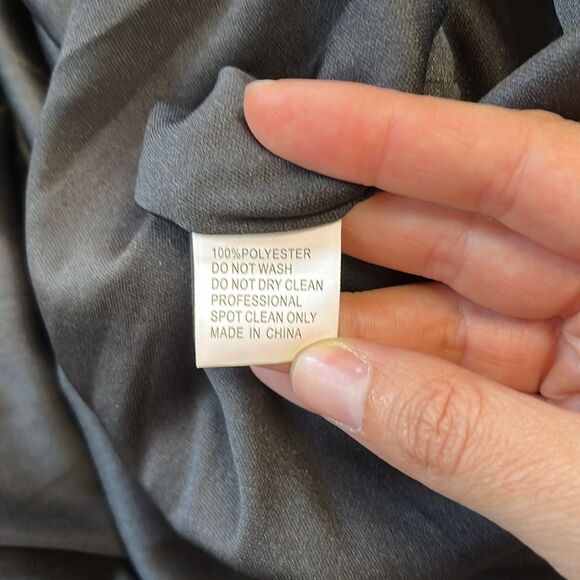 100%POLYESTER
DO NOT WASH
DO NOT DRY CLEAN
PROFESSIONAL
SPOT CLEAN ONLY
MADE IN CHINA